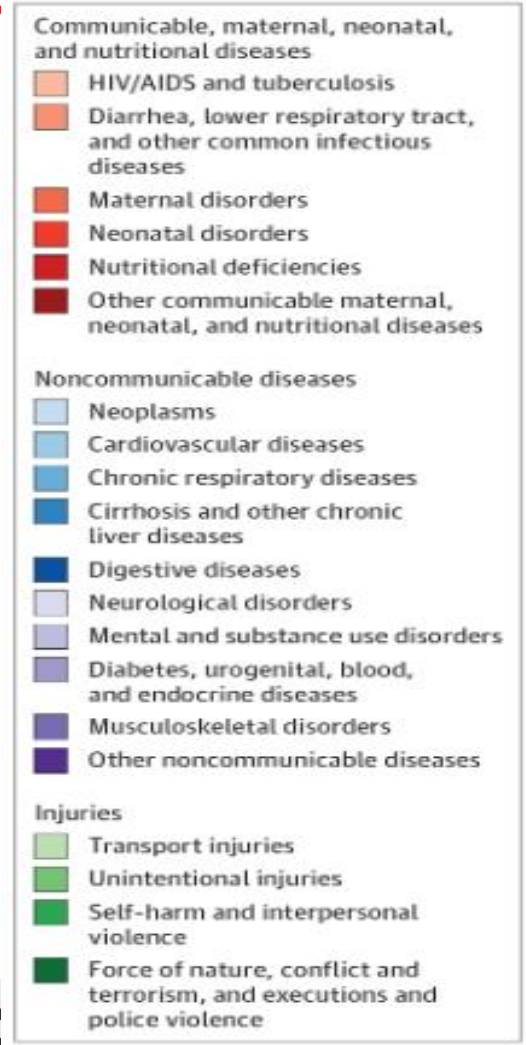 Communicable, maternal, neonatal,
and nutritional diseases
HIV/AIDS and tuberculosis
Diarrhea, lower respiratory tract,
and other common infectious
diseases
Maternal disorders
Neonatal disorders
Nutritional deficiencies
Other communicable maternal,
neonatal, and nutritional diseases
Noncommunicable diseases
Neoplasms
Cardiovascular diseases
Chronic respiratory diseases
Cirrhosis and other chronic
liver diseases
Digestive diseases
Neurological disorders
Mental and substance use disorders
Diabetes, urogenital, blood,
and endocrine diseases
Musculoskeletal disorders
Other noncommunicable diseases
Injuries
Transport injuries
Unintentional injuries
Self-harm and interpersonal
violence
Force of nature, conflict and
terrorism, and executions and
police violence